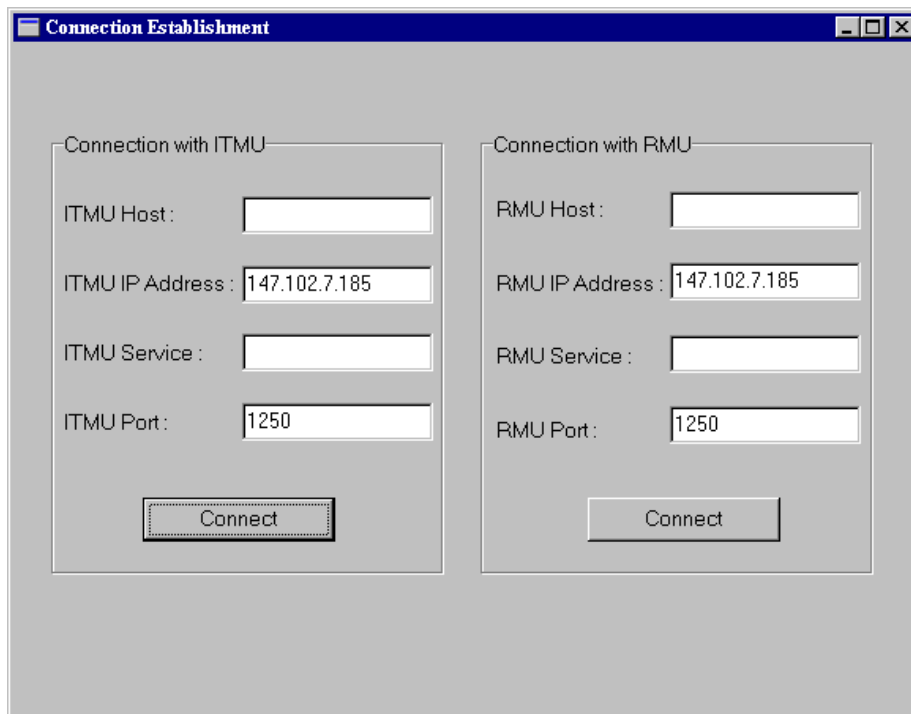 Connection Establishment
Connection with ITMU
ITMU Host :
ITMU IP Address : 147.102.7.185
ITMU Service :
ITMU Port : 1250
Connect
Connection with RMU
RMU Host :
RMU IP Address : 147.102.7.185
RMU Service :
RMU Port : 1250
Connect